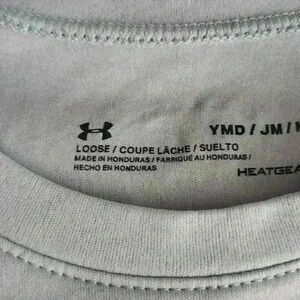 YMD / JM /
LOOSE / COUPE LÂCHE / SUELTO
MADE IN HONDURAS / FABRIQUÉ AU HONDURAS /
HECHO EN HONDURAS
HEATGEA